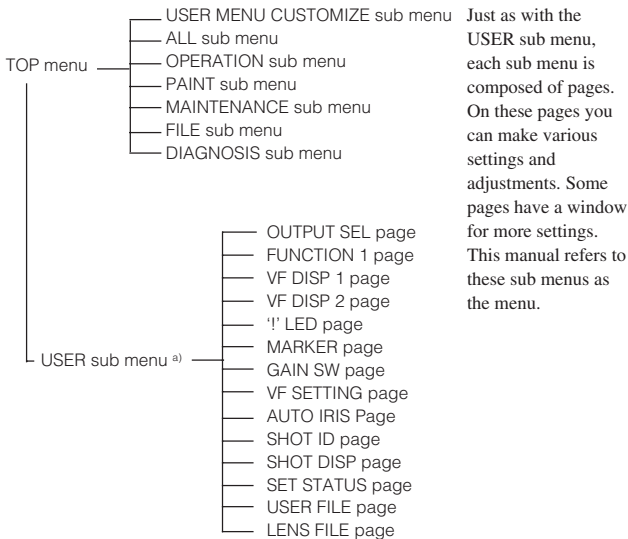 TOP menu
USER MENU CUSTOMIZE sub menu
ALL sub menu
OPERATION sub menu
PAINT sub menu
MAINTENANCE sub menu
FILE sub menu
DIAGNOSIS sub menu
Just as with the
USER sub menu,
each sub menu is
composed of pages.
On these pages you
can make various
settings and
adjustments. Some
pages have a window
for more settings.
This manual refers to
these sub menus as
the menu.
USER sub menu a)
OUTPUT SEL page
FUNCTION 1 page
VF DISP 1 page
VF DISP 2 page
'!' LED page
MARKER page
GAIN SW page
VF SETTING page
AUTO IRIS Page
SHOT ID page
SHOT DISP page
SET STATUS page
USER FILE page
LENS FILE page